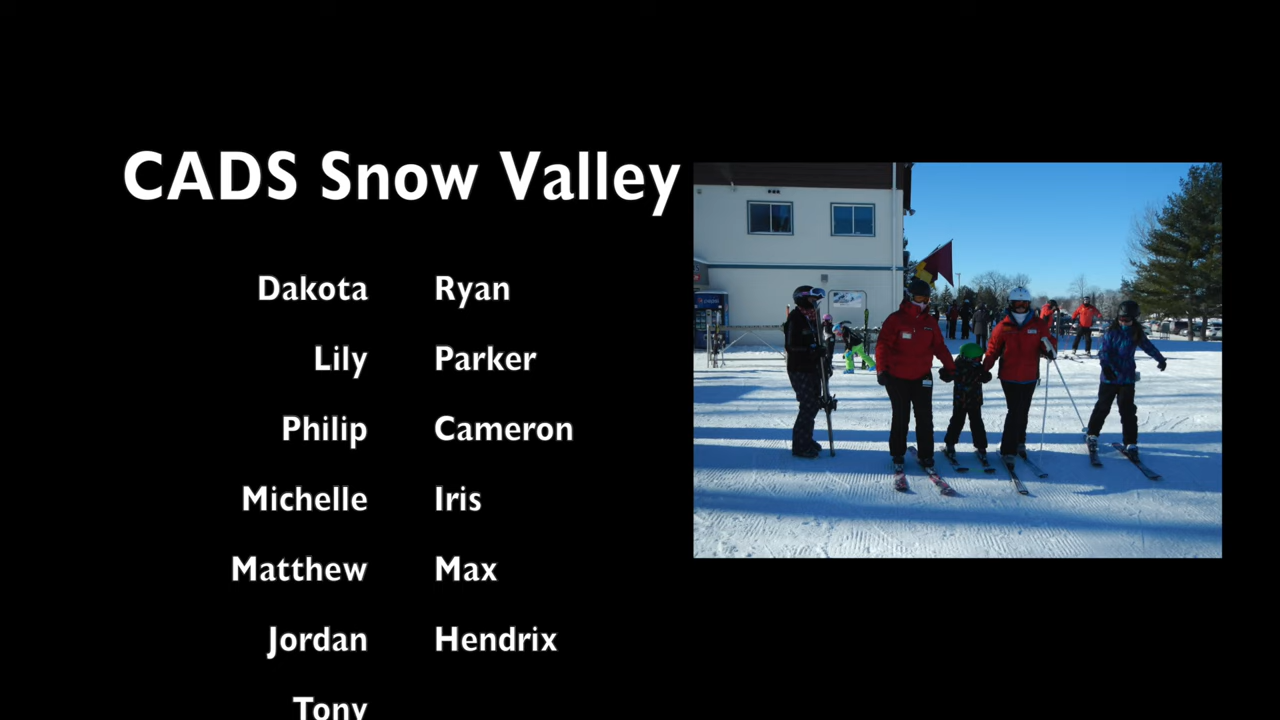 CADS Snow Valley
Dakota Ryan
Lily Parker
Philip Cameron
Michelle Iris
Matthew Max
Jordan Hendrix
Tony